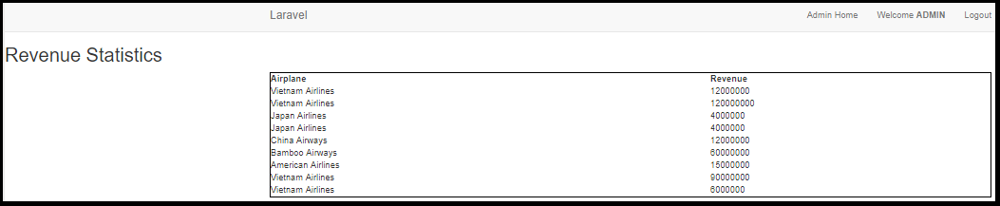 Laravel Admin Home Welcome ADMIN Logout
Revenue Statistics
Airplane Revenue
Vietnam Airlines 12000000
Vietnam Airlines 120000000
Japan Airlines 4000000
Japan Airlines 4000000
China Airways 12000000
Bamboo Airways 60000000
American Airlines 15000000
Vietnam Airlines 90000000
Vietnam Airlines 6000000